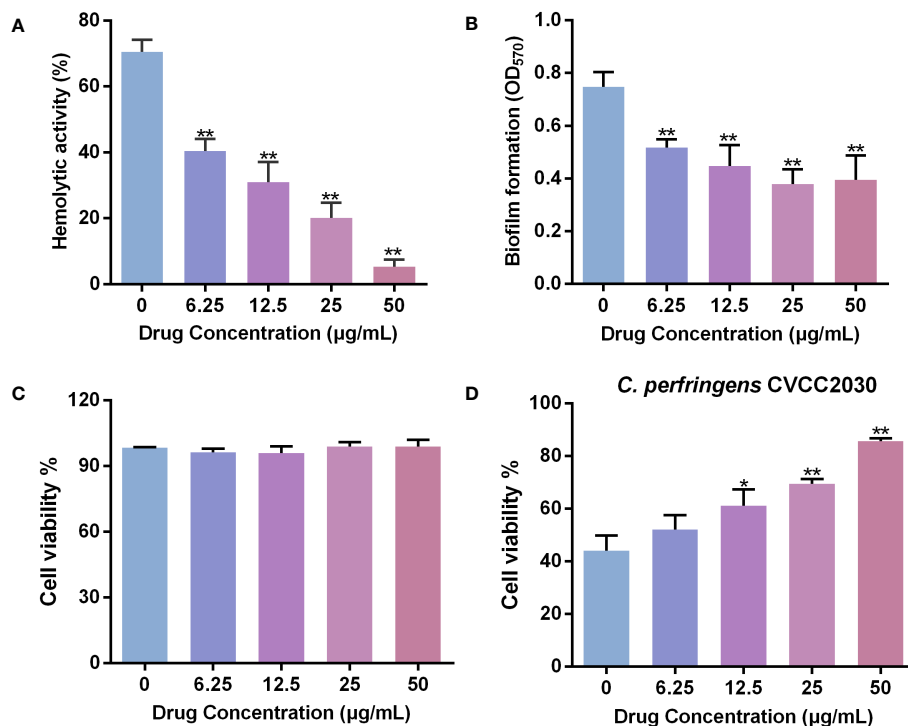 A
Hemolytic activity (%)
80
60
40
20
0
**
**
**
**
0 6.25 12.5 25 50
Drug Concentration (µg/mL)
B
Biofilm formation (OD570)
1.0
0.8
0.6
0.4
0.2
0.0
**
**
**
**
0 6.25 12.5 25 50
Drug Concentration (µg/mL)
C
Cell viability %
120
90
60
30
0
0 6.25 12.5 25 50
Drug Concentration (µg/mL)
D
C. perfringens CVCC2030
Cell viability %
100
80
60
40
20
0
*
**
**
0 6.25 12.5 25 50
Drug Concentration (µg/mL)